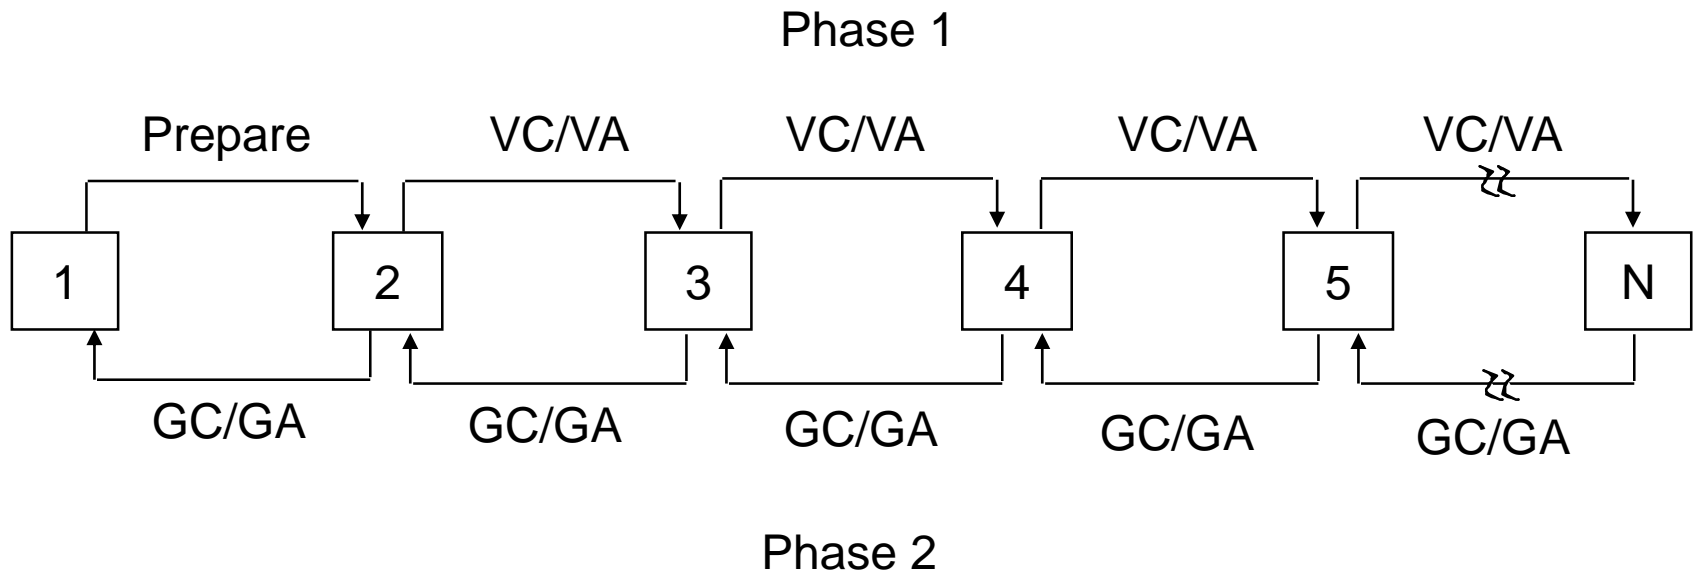 Phase 1
Prepare VC/VA VC/VA VC/VA VC/VA
1 2 3 4 5 N
GC/GA GC/GA GC/GA GC/GA GC/GA
Phase 2